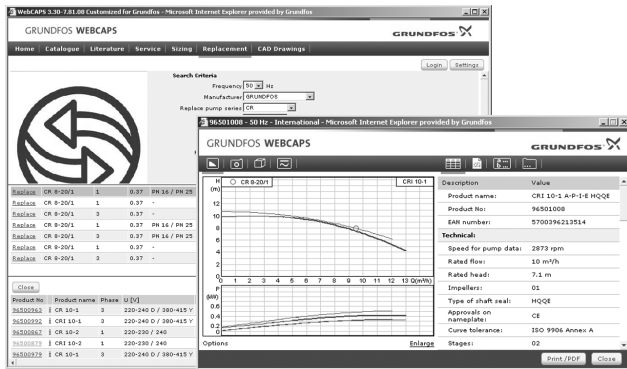 WebCAPS 3.30-7.81.08 Customized for Grundfos - Microsoft Internet Explorer provided by Grundfos
GRUNDFOS WEBCAPS
GRUNDFOS
Home Catalogue Literature Service Sizing Replacement CAD Drawings
Login Settings
Search Criteria
Frequency 50 Hz
Manufacturer GRUNDFOS
Replace pump series CR
Replace CR 8-20/1 1 0.37 PN 16 / PN 25
Replace CR 8-20/1 1 0.37 -
Replace CR 8-20/1 3 0.37 -
Replace CR 8-20/1 1 0.37 PN 16 / PN 25
Replace CR 8-20/1 3 0.37 PN 16 / PN 25
Replace CR 8-20/1 1 0.37 -
Replace CR 8-20/1 3 0.37 -
Close
Product No Product name Phase U [V]
96500963 CR 10-1 3 220-240 D / 380-415 Y
96500992 CRI 10-1 3 220-240 D / 380-415 Y
96500867 CR 10-2 1 220-230 / 240
96500879 CRI 10-2 1 220-230 / 240
96500979 CR 10-1 3 220-240 D / 380-415 Y
96501008 - 50 Hz - International - Microsoft Internet Explorer provided by Grundfos
GRUNDFOS WEBCAPS
GRUNDFOS
H
(m)
CR 8-20/1
CRI 10-1
12
10
8
6
4
2
0
0 1 2 3 4 5 6 7 8 9 10 11 12 13 Q(m³/h)
P
(kW)
0.6
0.4
0.2
0
Options Enlarge
Description Value
Product name: CRI 10-1 A-P-I-E HQQE
Product No: 96501008
EAN number: 5700396213514
Technical:
Speed for pump data: 2873 rpm
Rated flow: 10 m³/h
Rated head: 7.1 m
Impellers: 01
Type of shaft seal: HQQE
Approvals on nameplate: CE
Curve tolerance: ISO 9906 Annex A
Stages: 02
Print/PDF Close